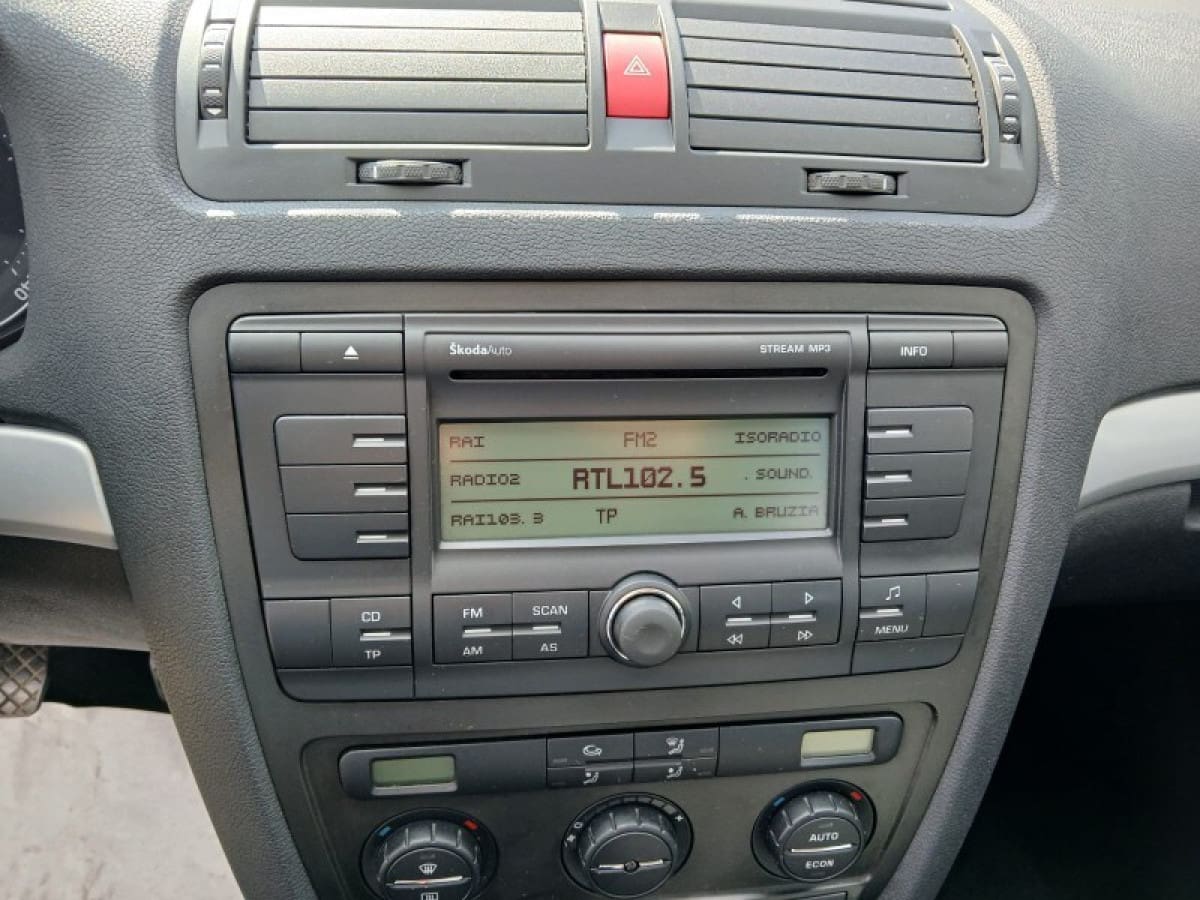 ŠkodaAuto STREAM MP3 INFO
RAI FM2 ISORADIO
RADIO2 RTL102.5 . SOUND.
RAI103.3 TP A.BRUZIA
CD FM SCAN MENU
TP AM AS
AUTO
ECON